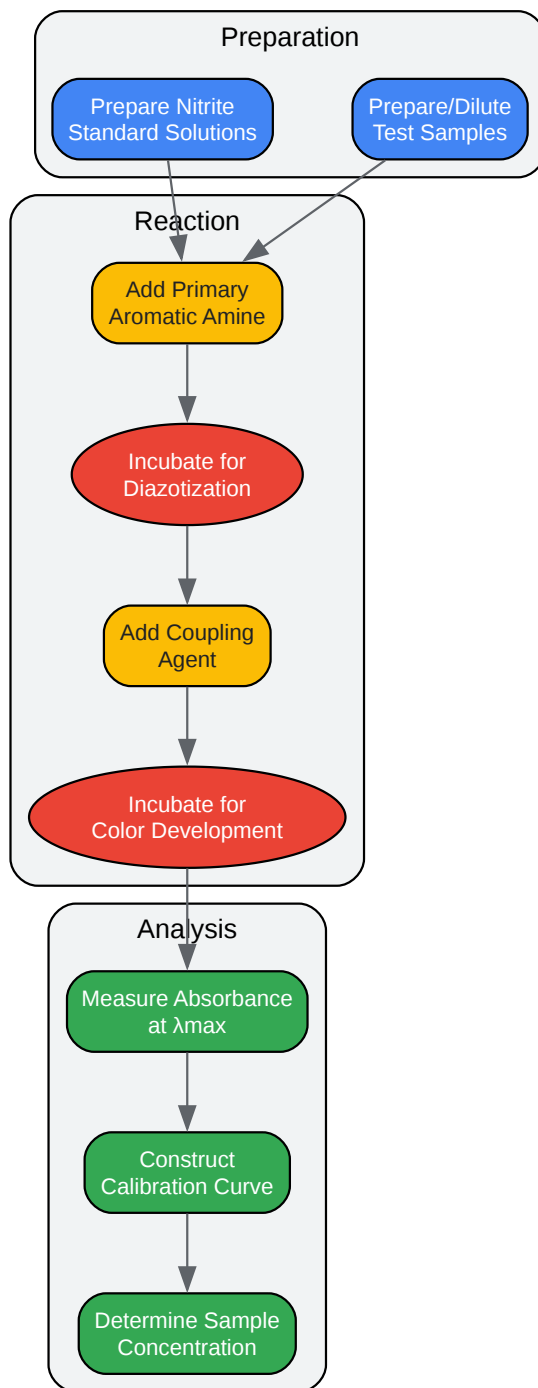 Preparation
Prepare Nitrite
Standard Solutions
Prepare/Dilute
Test Samples
Reaction
Add Primary
Aromatic Amine
Incubate for
Diazotization
Add Coupling
Agent
Incubate for
Color Development
Analysis
Measure Absorbance
at λmax
Construct
Calibration Curve
Determine Sample
Concentration